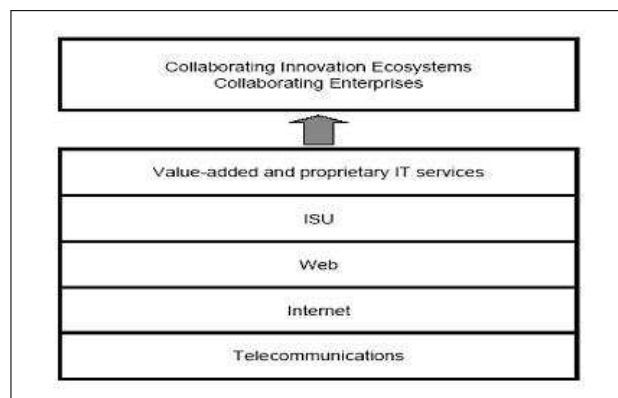 Collaborating Innovation Ecosystems
Collaborating Enterprises
Value-added and proprietary IT services
ISU
Web
Internet
Telecommunications